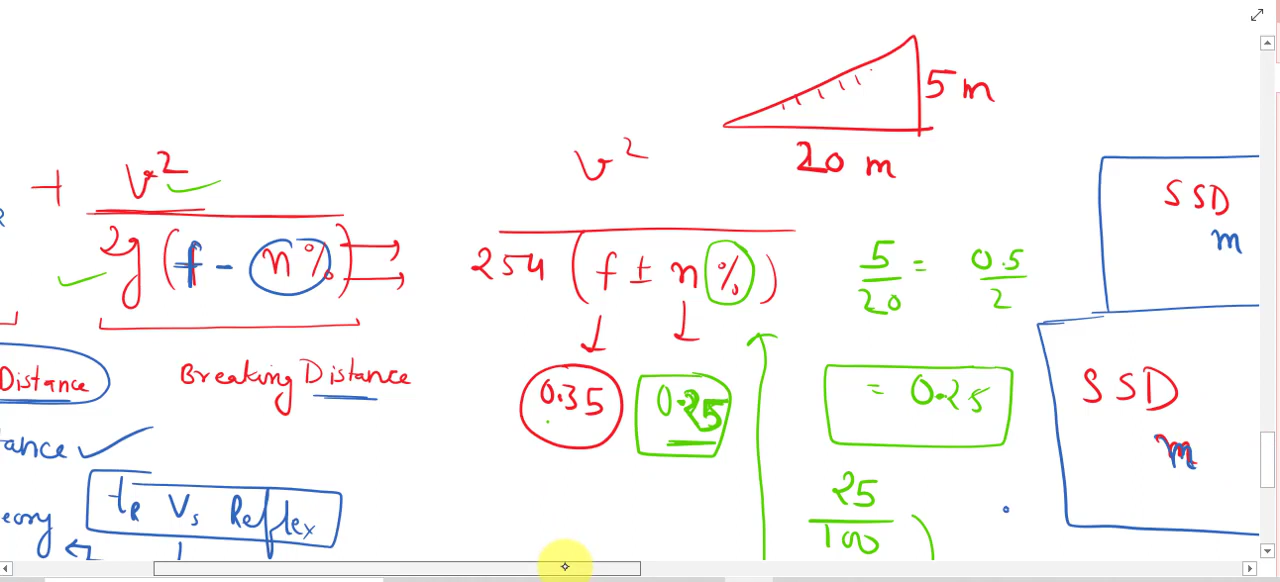 5 m
20 m
+ v²
2g (f - n%)
v²
254 (f ± n %)
0.35
0.25
5/20 = 0.5/2
= 0.25
25/100
SSD
m
SSD
m
Breaking Distance
Distance
tance
eory
tR Vs Reflex